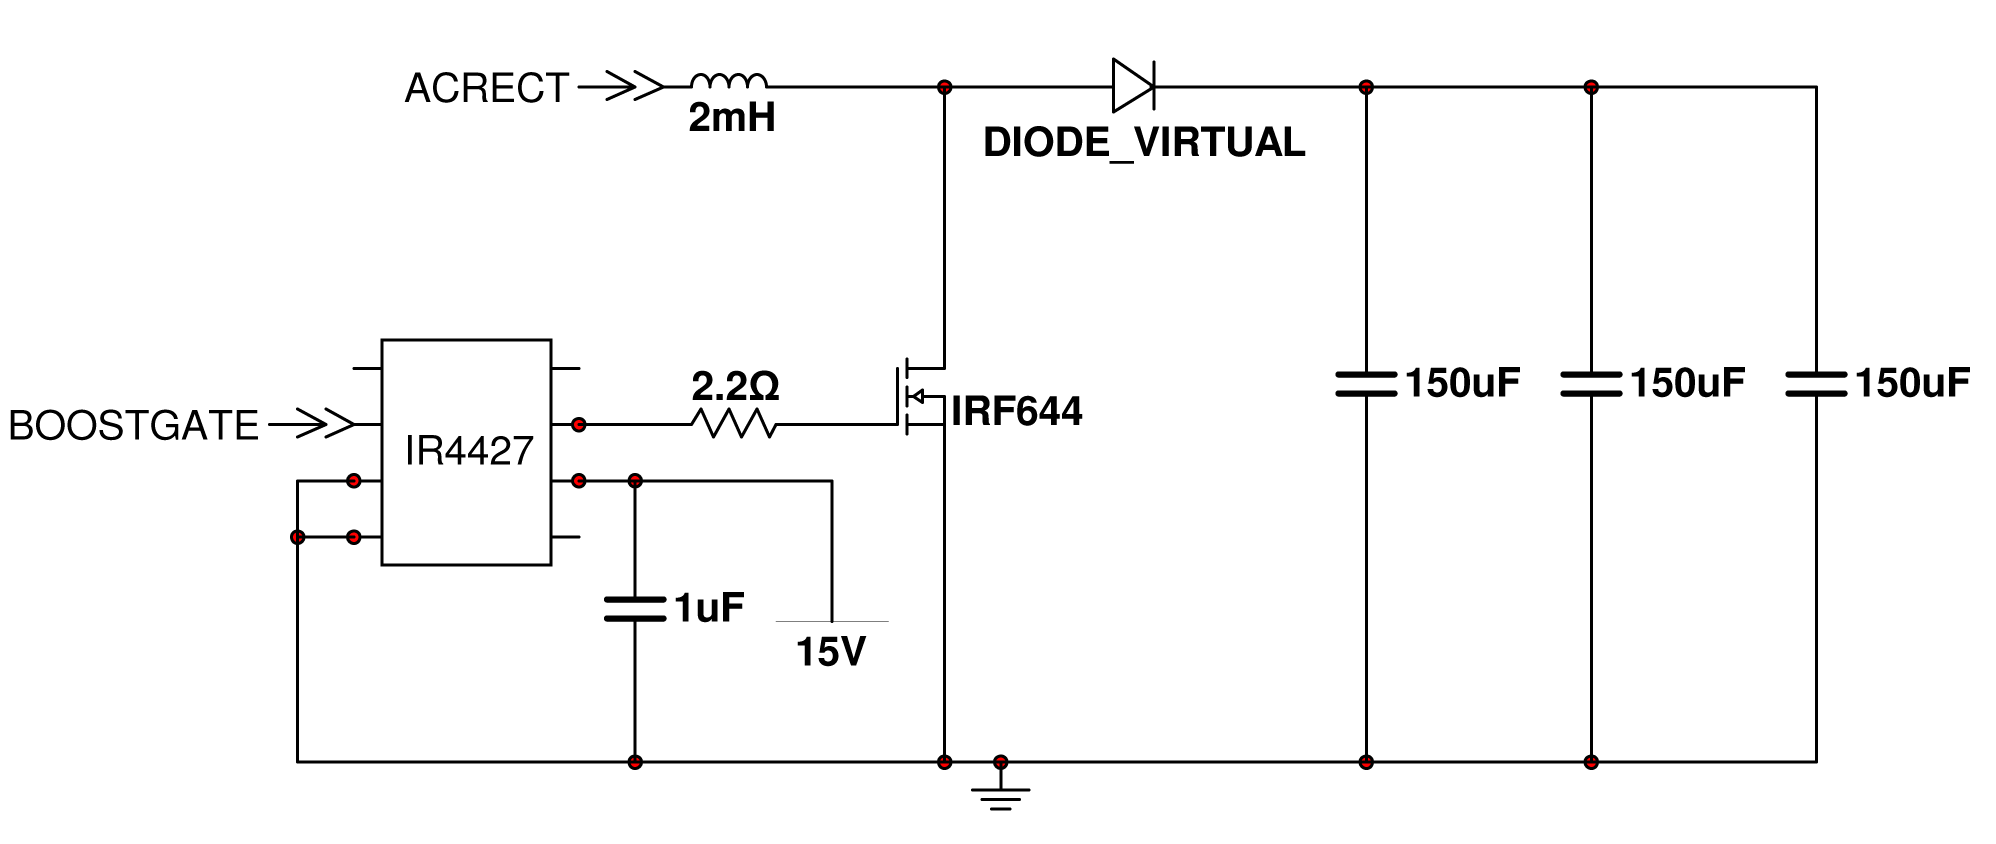 ACRECT
2mH
DIODE_VIRTUAL
2.2Ω
150uF
150uF
150uF
BOOSTGATE
IR4427
IRF644
1uF
15V